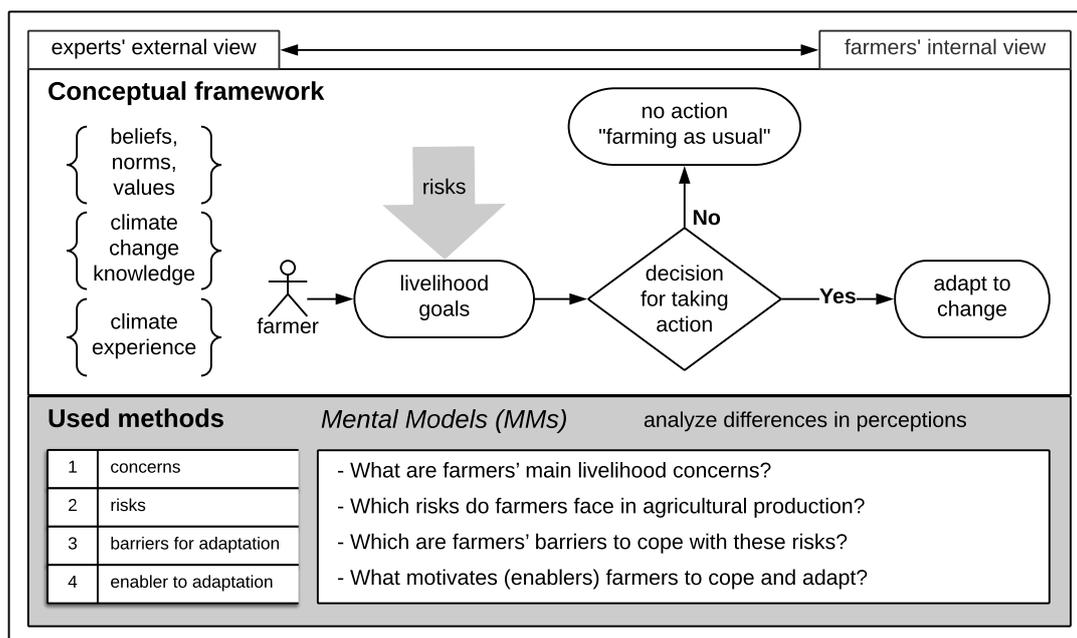 experts' external view
farmers' internal view
Conceptual framework
beliefs,
norms,
values
climate
change
knowledge
climate
experience
farmer
risks
livelihood
goals
no action
"farming as usual"
No
decision
for taking
action
Yes
adapt to
change
Used methods
Mental Models (MMs)
analyze differences in perceptions
1 concerns
2 risks
3 barriers for adaptation
4 enabler to adaptation
- What are farmers’ main livelihood concerns?
- Which risks do farmers face in agricultural production?
- Which are farmers’ barriers to cope with these risks?
- What motivates (enablers) farmers to cope and adapt?